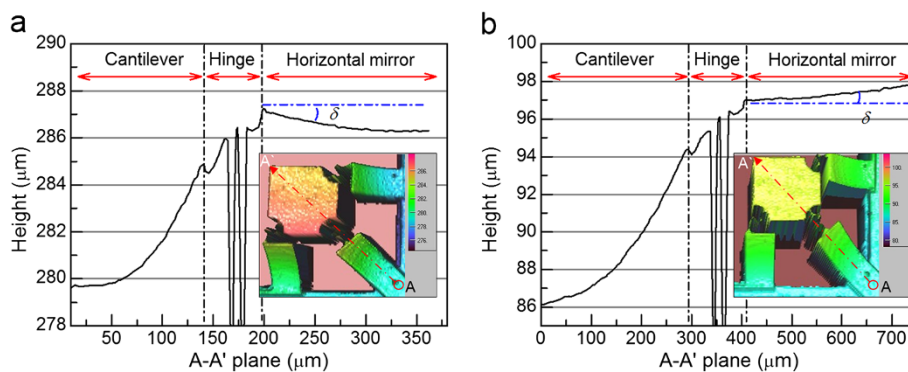 a
290
288
286
284
282
280
278
Height (μm)
Cantilever
Hinge
Horizontal mirror
δ
A'
A
286
284
282
280
278
276
50
100
150
200
250
300
350
A-A' plane (μm)
b
100
98
96
94
92
90
88
86
Height (μm)
Cantilever
Hinge
Horizontal mirror
δ
A'
A
100
95
90
85
80
0
100
200
300
400
500
600
700
A-A' plane (μm)